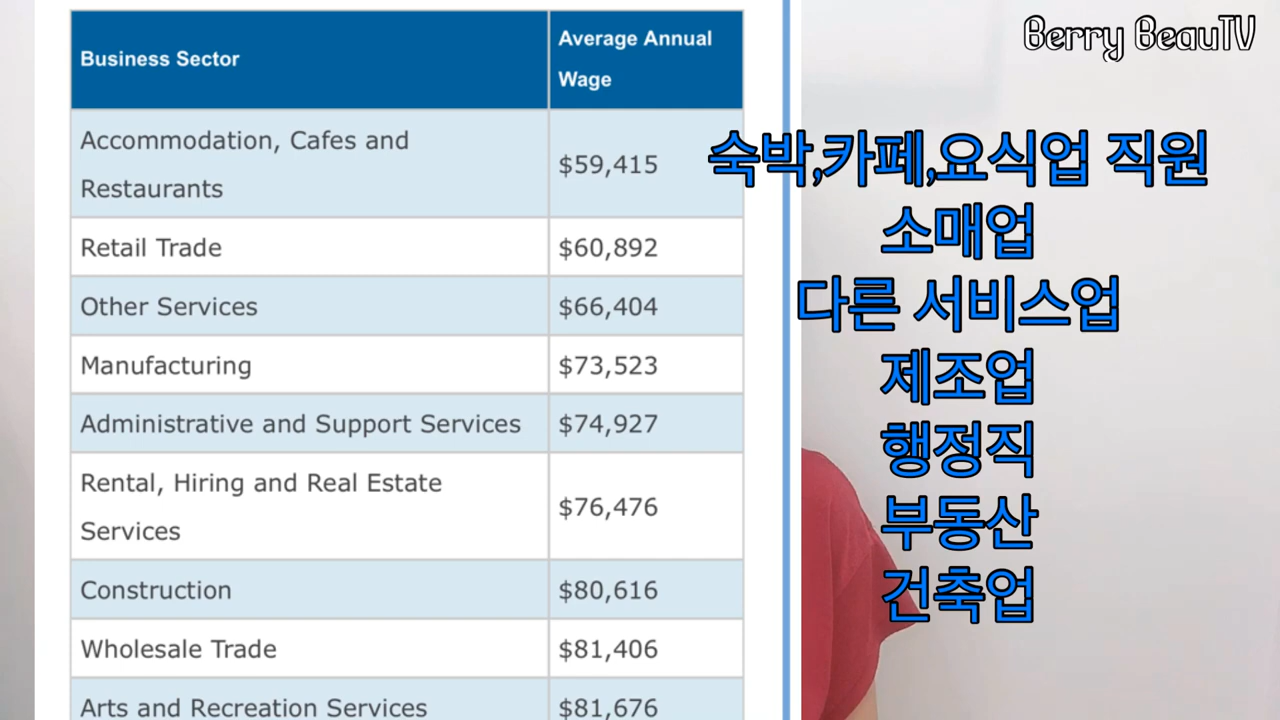 Berry BeauTV
Business Sector
Average Annual
Wage
Accommodation, Cafes and
Restaurants
$59,415
Retail Trade
$60,892
Other Services
$66,404
Manufacturing
$73,523
Administrative and Support Services
$74,927
Rental, Hiring and Real Estate
Services
$76,476
Construction
$80,616
Wholesale Trade
$81,406
Arts and Recreation Services
$81,676
숙박,카페,요식업 직원
소매업
다른 서비스업
제조업
행정직
부동산
건축업